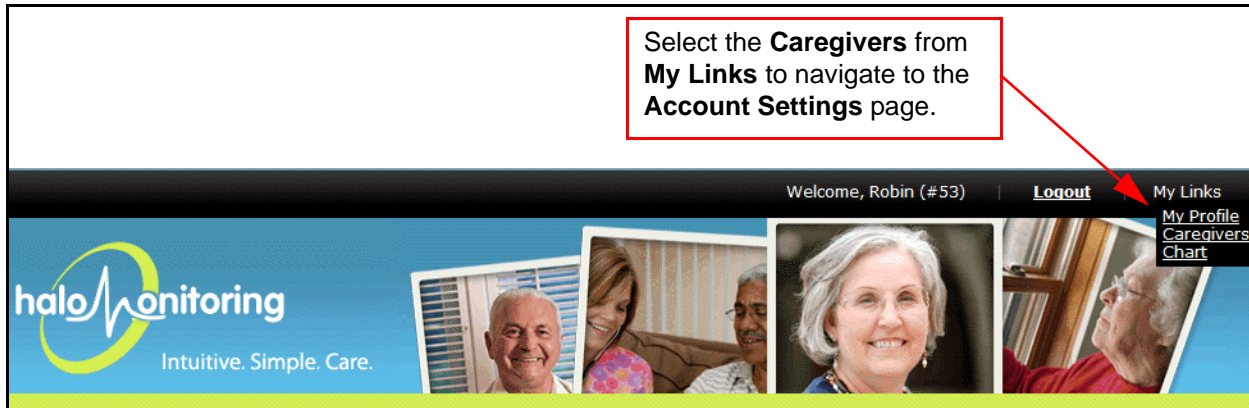 Select the Caregivers from
My Links to navigate to the
Account Settings page.
Welcome, Robin (#53) | Logout | My Links
My Profile
Caregivers
Chart
halo monitoring
Intuitive. Simple. Care.